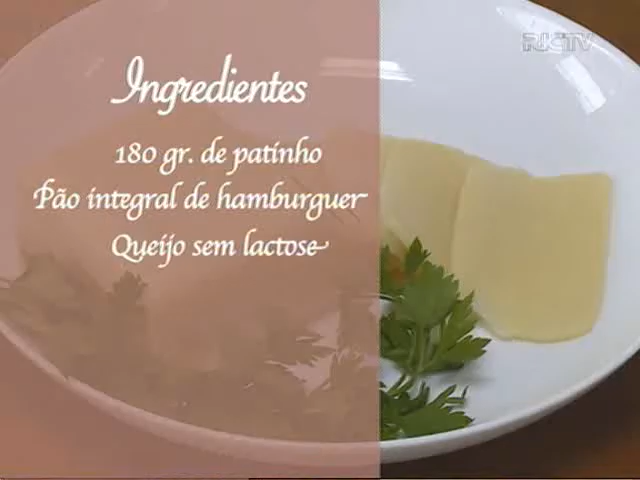 RICTV
Ingredientes
180 gr. de patinho
Pão integral de hamburguer
Queijo sem lactose